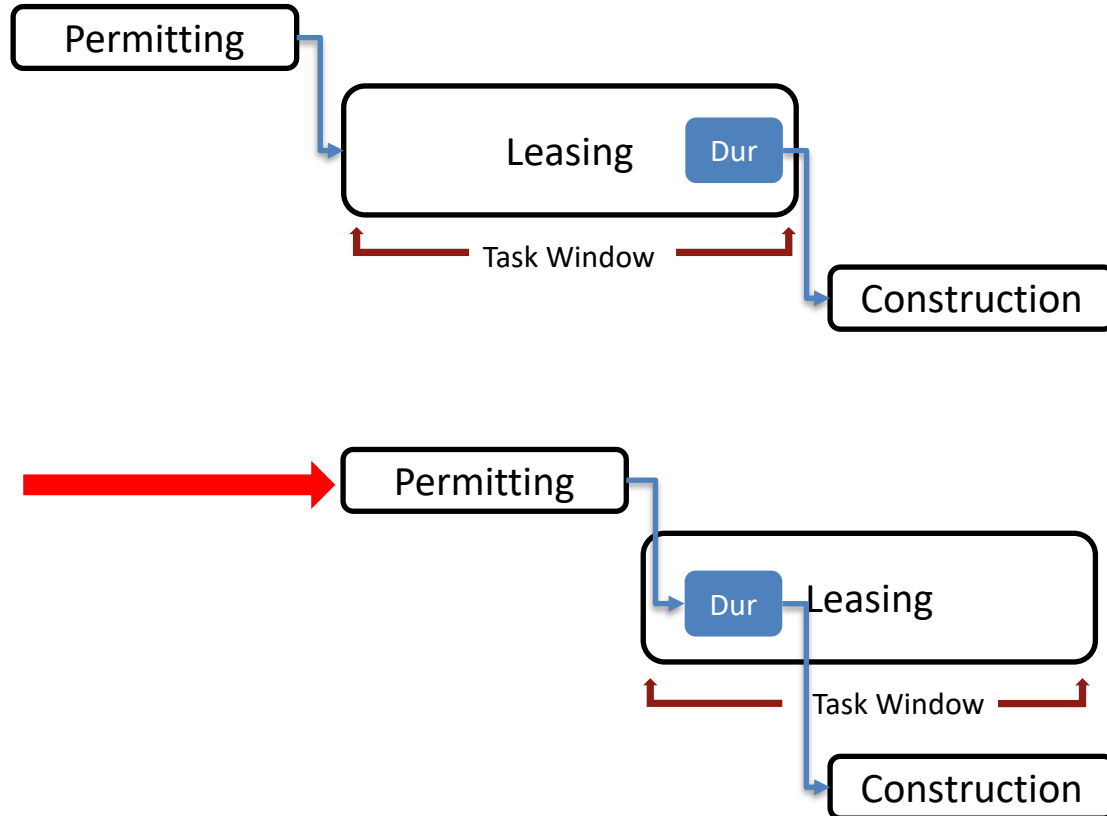 Permitting
Leasing
Dur
Task Window
Construction
Permitting
Dur
Leasing
Task Window
Construction